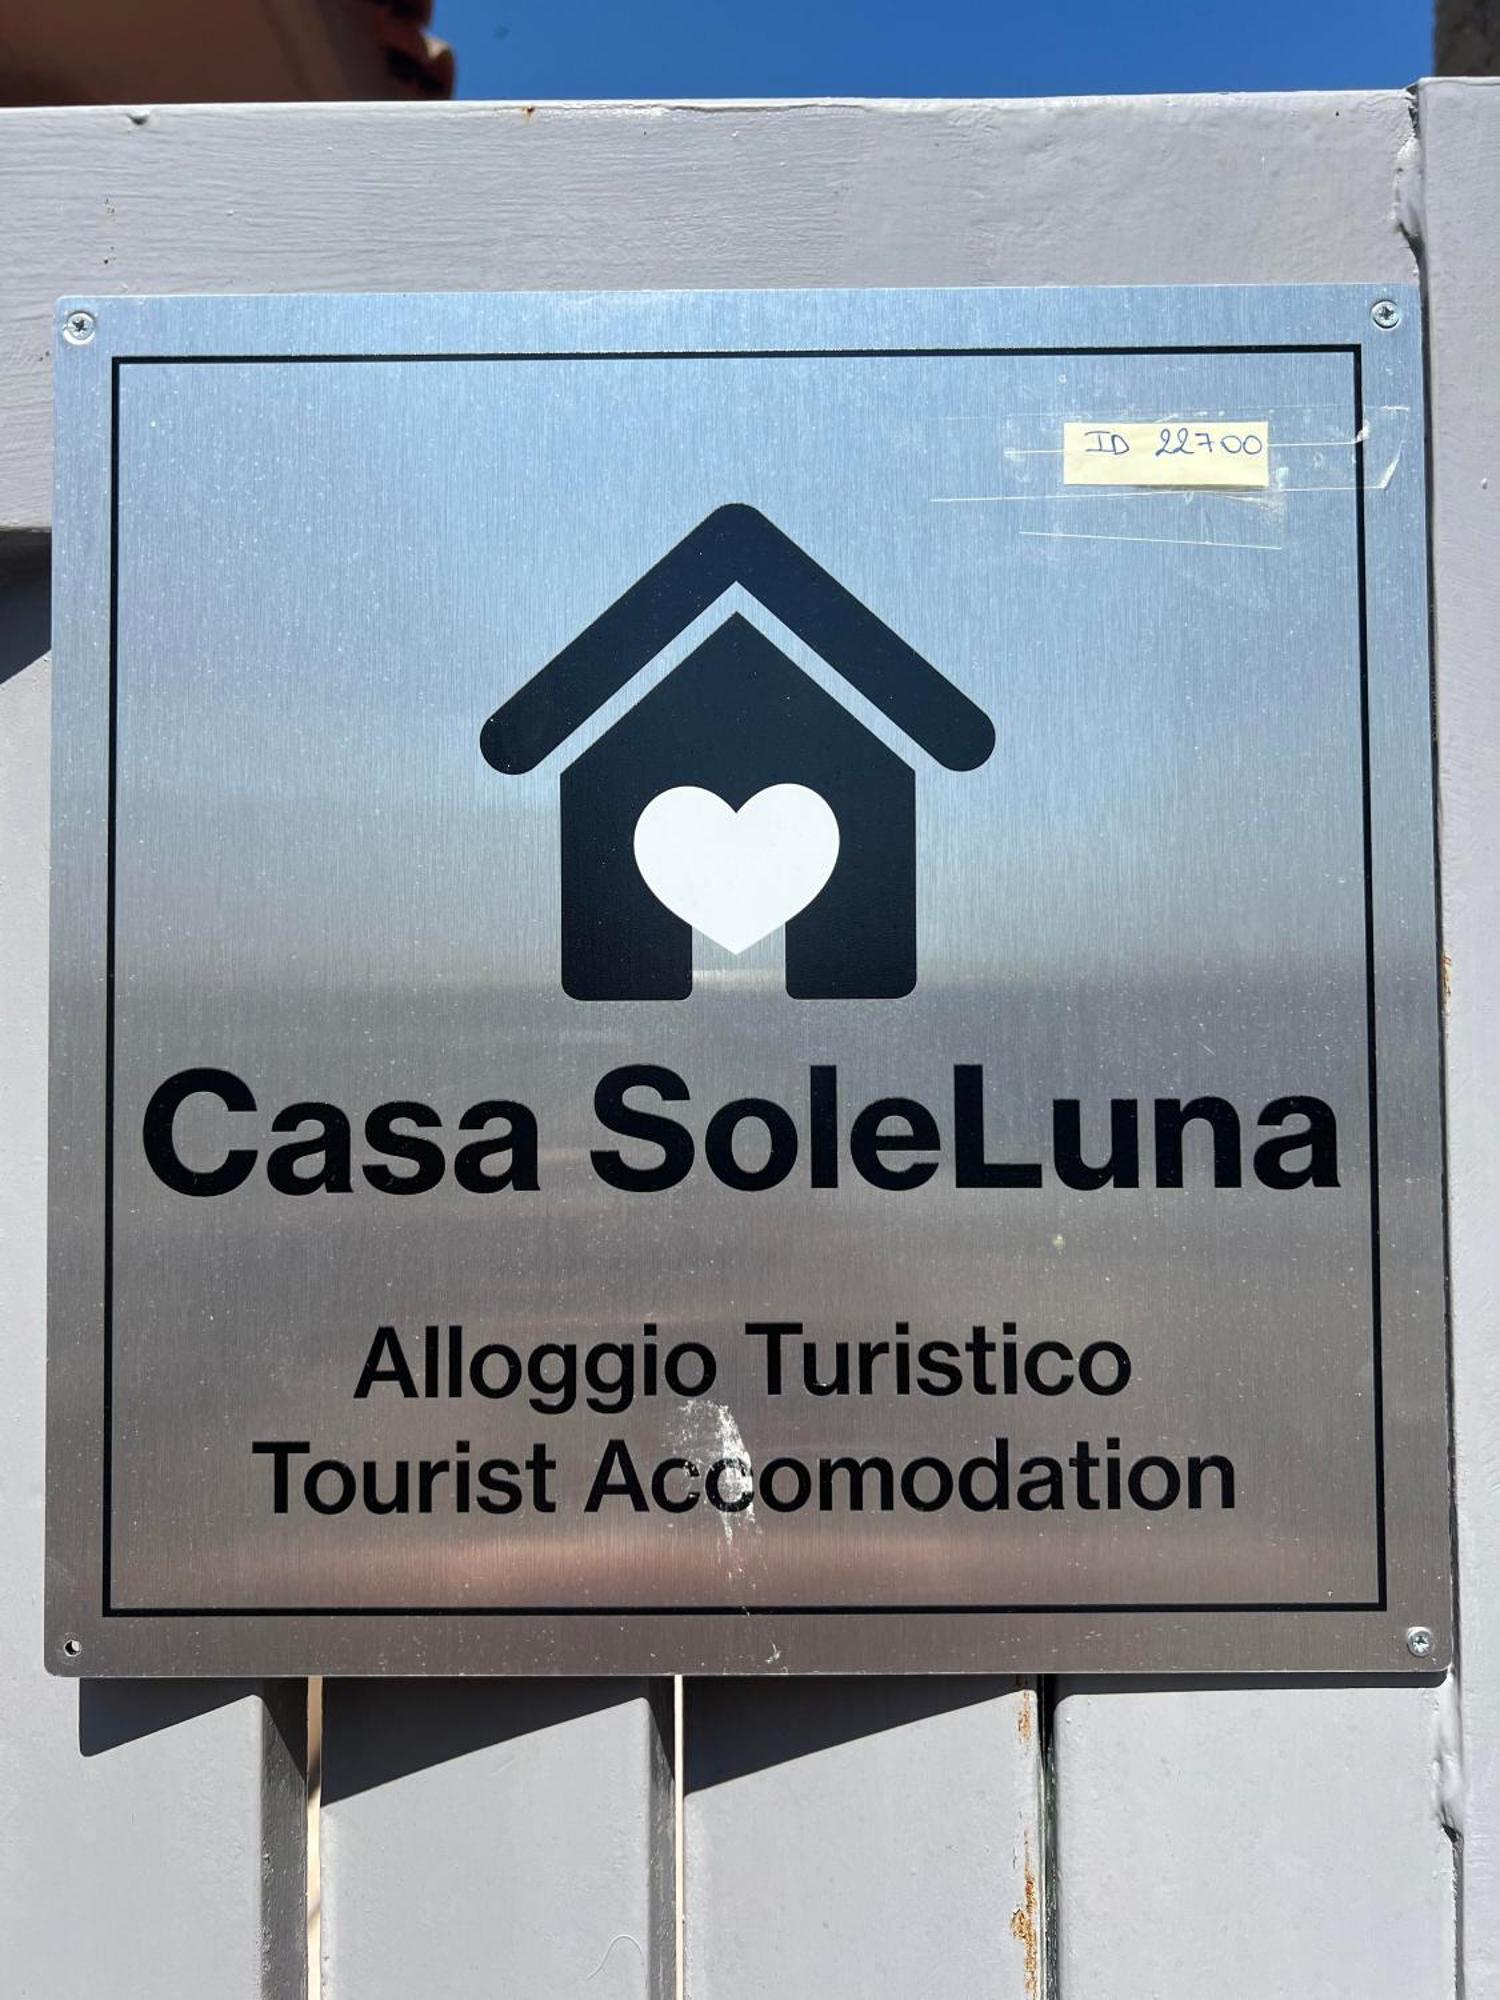 ID 22700
Casa SoleLuna
Alloggio Turistico
Tourist Accomodation